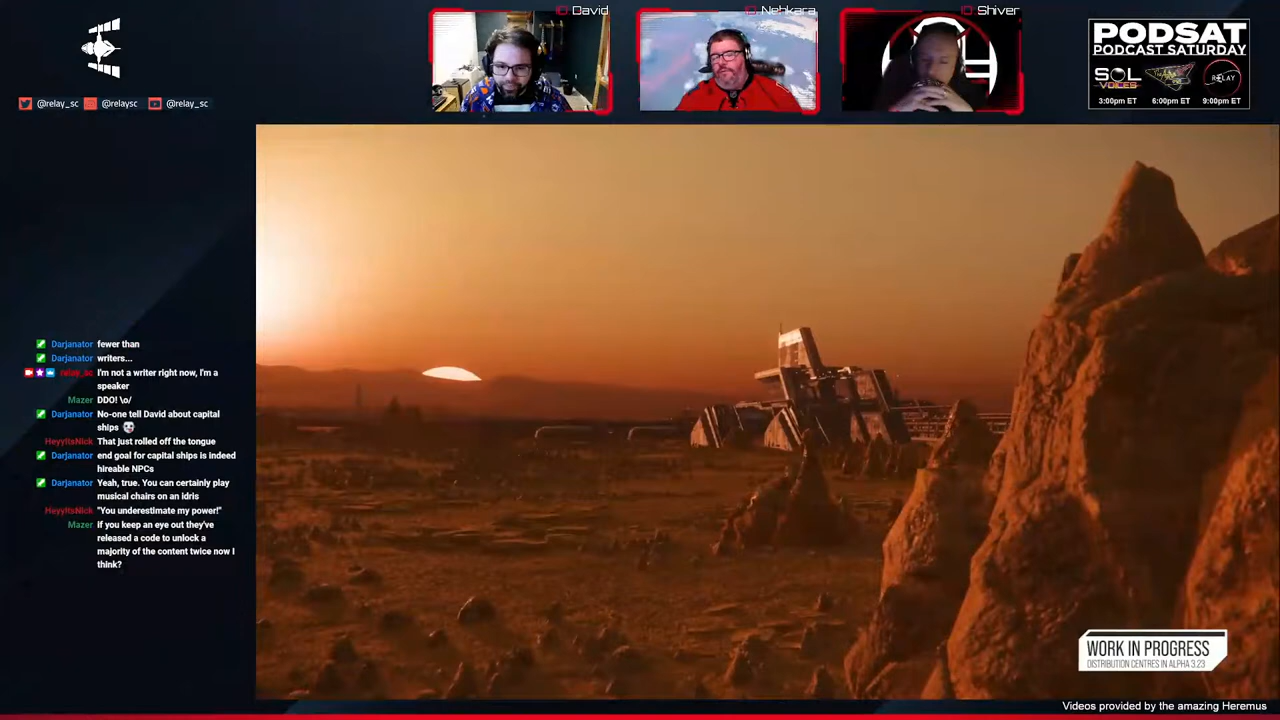 David
Nehkara
Shiver
PODSAT
PODCAST SATURDAY
SOL
VOICES
RELAY
3:00pm ET
6:00pm ET
9:00pm ET
@relay_sc
@relaysc
@relay_sc
Darjanator fewer than
Darjanator writers...
relay_sc I'm not a writer right now, I'm a
speaker
Mazer DDO! \o/
Darjanator No-one tell David about capital
ships
HeyyItsNick That just rolled off the tongue
Darjanator end goal for capital ships is indeed
hireable NPCs
Darjanator Yeah, true. You can certainly play
musical chairs on an Idris
HeyyItsNick "You underestimate my power!"
Mazer if you keep an eye out they've
released a code to unlock a
majority of the content twice now I
think?
WORK IN PROGRESS
DISTRIBUTION CENTRES IN ALPHA 3.23
Videos provided by the amazing Heremus